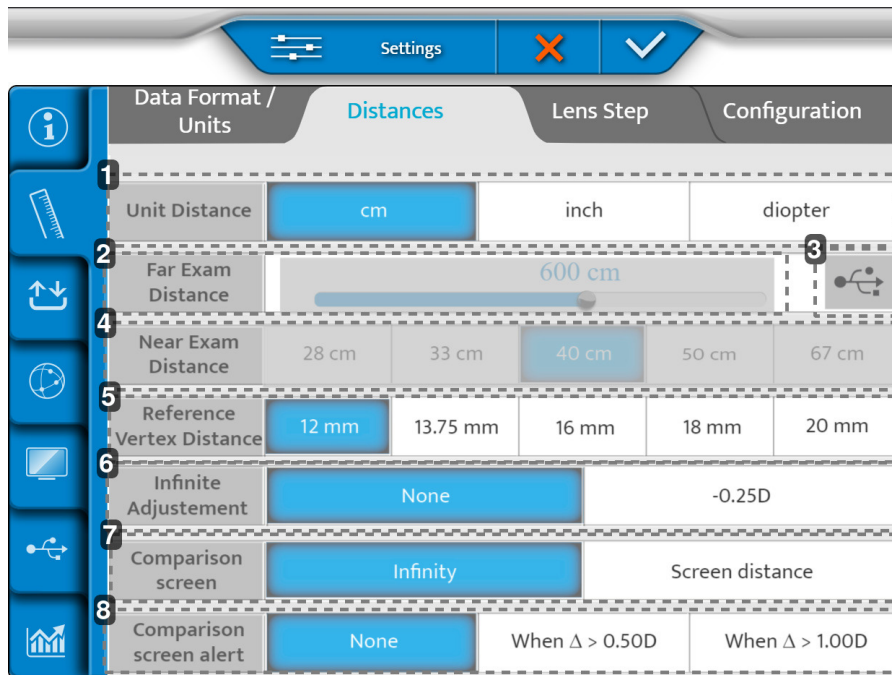 Settings
Data Format /
Units
Distances
Lens Step
Configuration
1
Unit Distance
cm
inch
diopter
2
Far Exam
Distance
600 cm
3
4
Near Exam
Distance
28 cm
33 cm
40 cm
50 cm
67 cm
5
Reference
Vertex Distance
12 mm
13.75 mm
16 mm
18 mm
20 mm
6
Infinite
Adjustement
None
-0.25D
7
Comparison
screen
Infinity
Screen distance
8
Comparison
screen alert
None
When Δ > 0.50D
When Δ > 1.00D